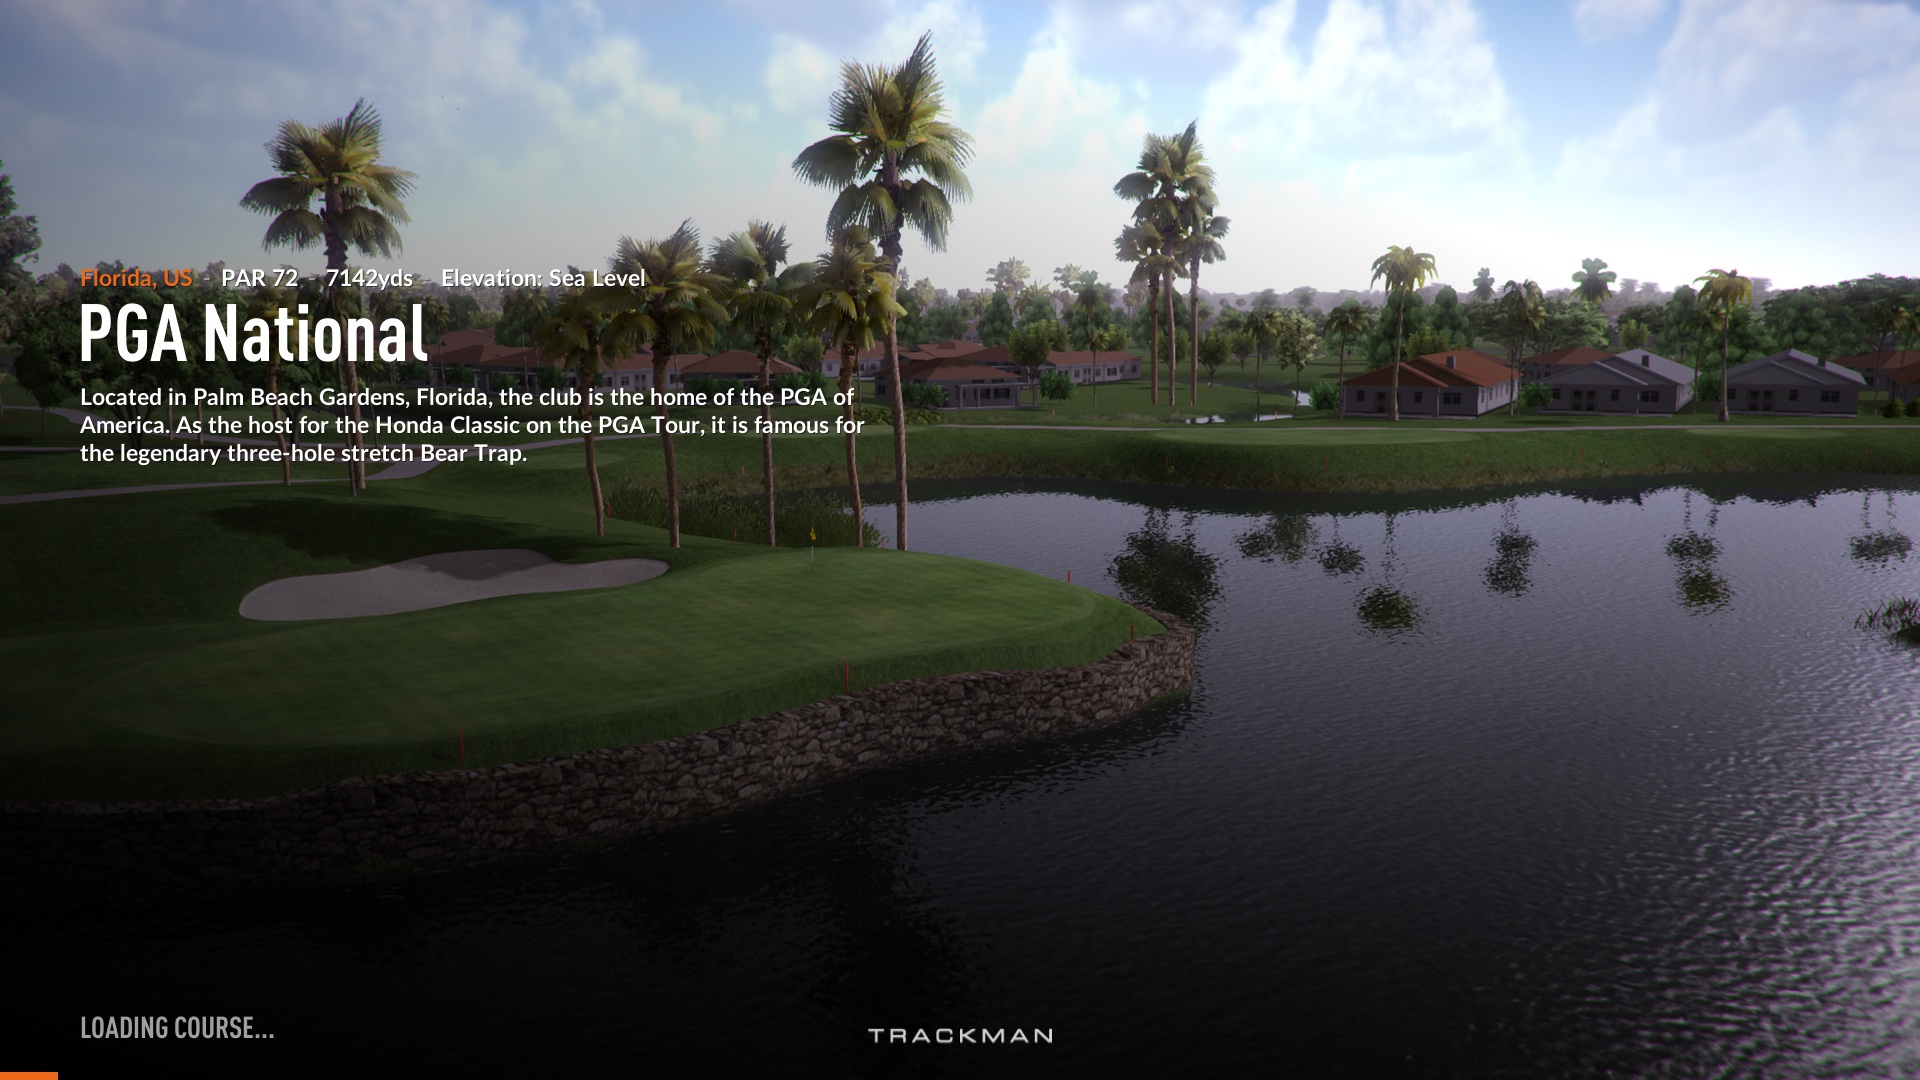 Florida, US - PAR 72 - 7142yds - Elevation: Sea Level
PGA National
Located in Palm Beach Gardens, Florida, the club is the home of the PGA of
America. As the host for the Honda Classic on the PGA Tour, it is famous for
the legendary three-hole stretch Bear Trap.
LOADING COURSE...
TRACKMAN